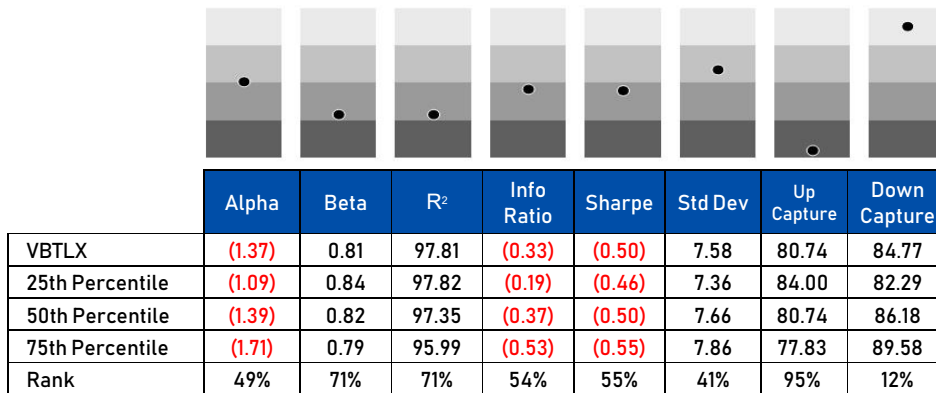 Alpha Beta R² Info Ratio Sharpe Std Dev Up Capture Down Capture
VBTLX (1.37) 0.81 97.81 (0.33) (0.50) 7.58 80.74 84.77
25th Percentile (1.09) 0.84 97.82 (0.19) (0.46) 7.36 84.00 82.29
50th Percentile (1.39) 0.82 97.35 (0.37) (0.50) 7.66 80.74 86.18
75th Percentile (1.71) 0.79 95.99 (0.53) (0.55) 7.86 77.83 89.58
Rank 49% 71% 71% 54% 55% 41% 95% 12%